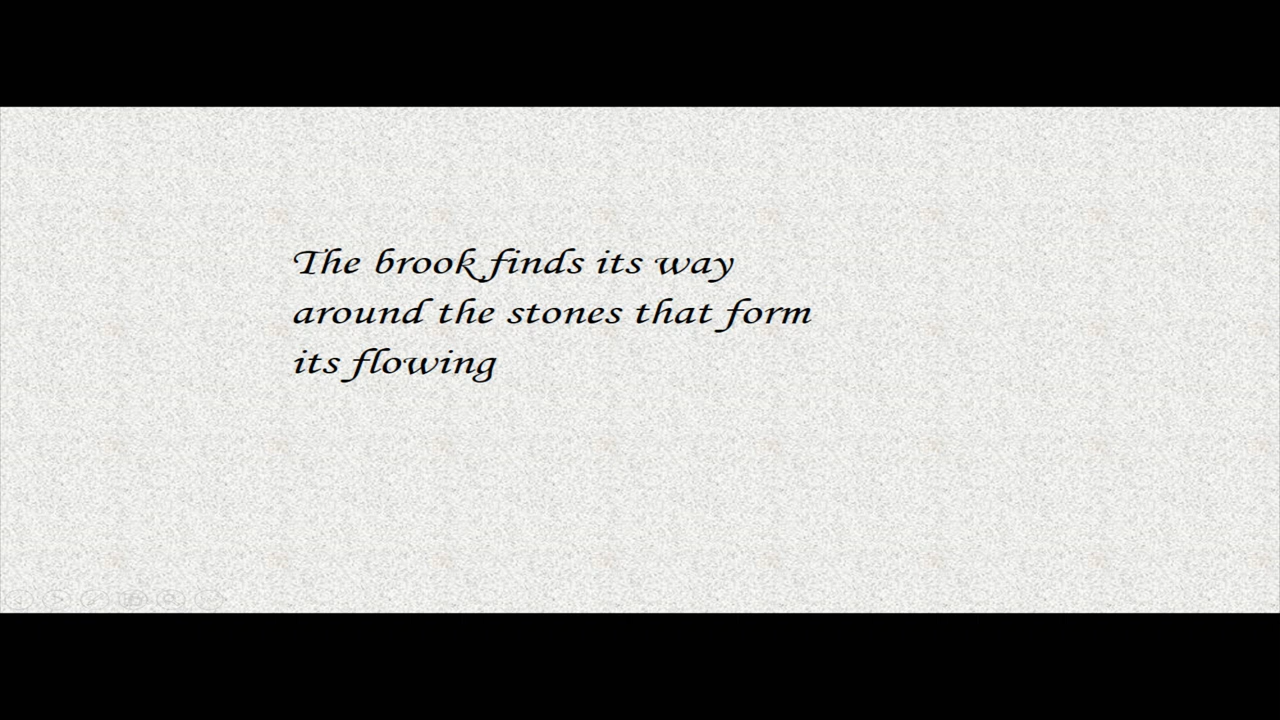 The brook finds its way
around the stones that form
its flowing